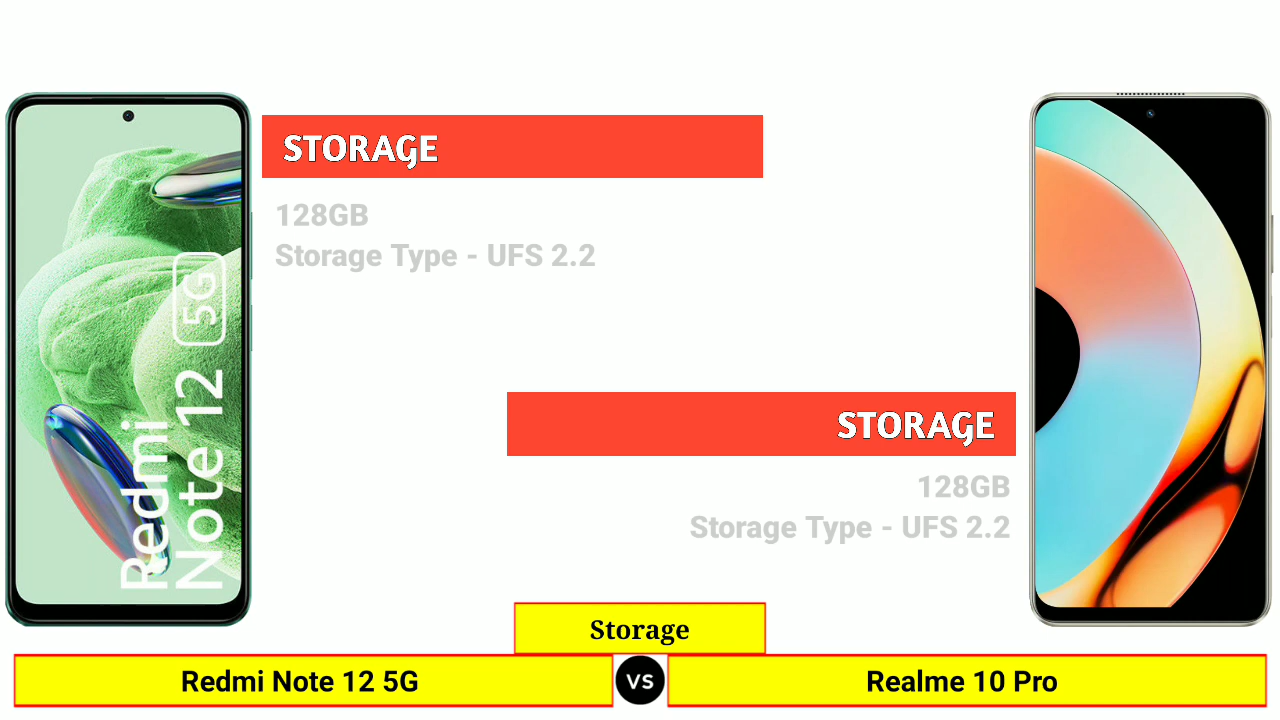 STORAGE
128GB
Storage Type - UFS 2.2
Redmi
Note 12 5G
STORAGE
128GB
Storage Type - UFS 2.2
Storage
Redmi Note 12 5G
VS
Realme 10 Pro